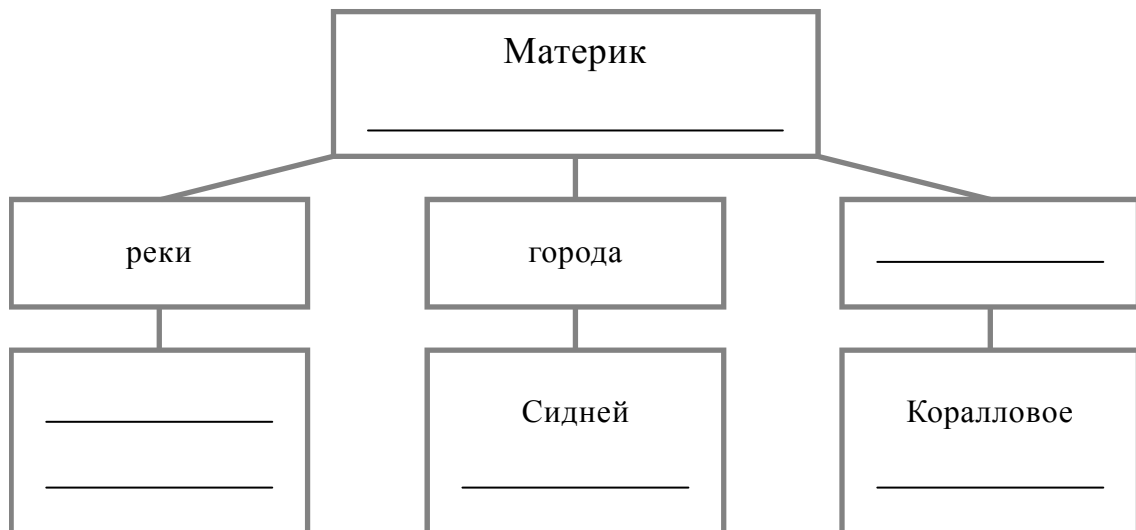 Материк
реки
города
Сидней
Коралловое